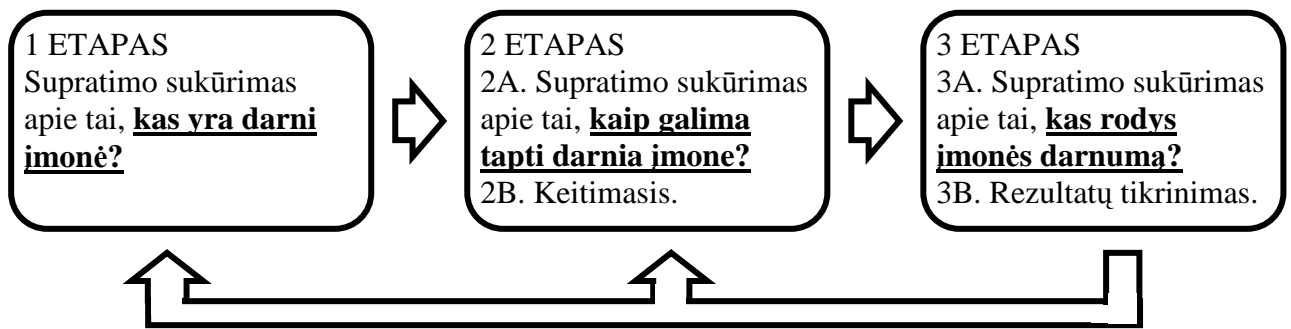 1 ETAPAS
Supratimo sukūrimas
apie tai, kas yra darni
įmonė?
2 ETAPAS
2A. Supratimo sukūrimas
apie tai, kaip galima
tapti darnia įmone?
2B. Keitimasis.
3 ETAPAS
3A. Supratimo sukūrimas
apie tai, kas rodys
įmonės darnumą?
3B. Rezultatų tikrinimas.